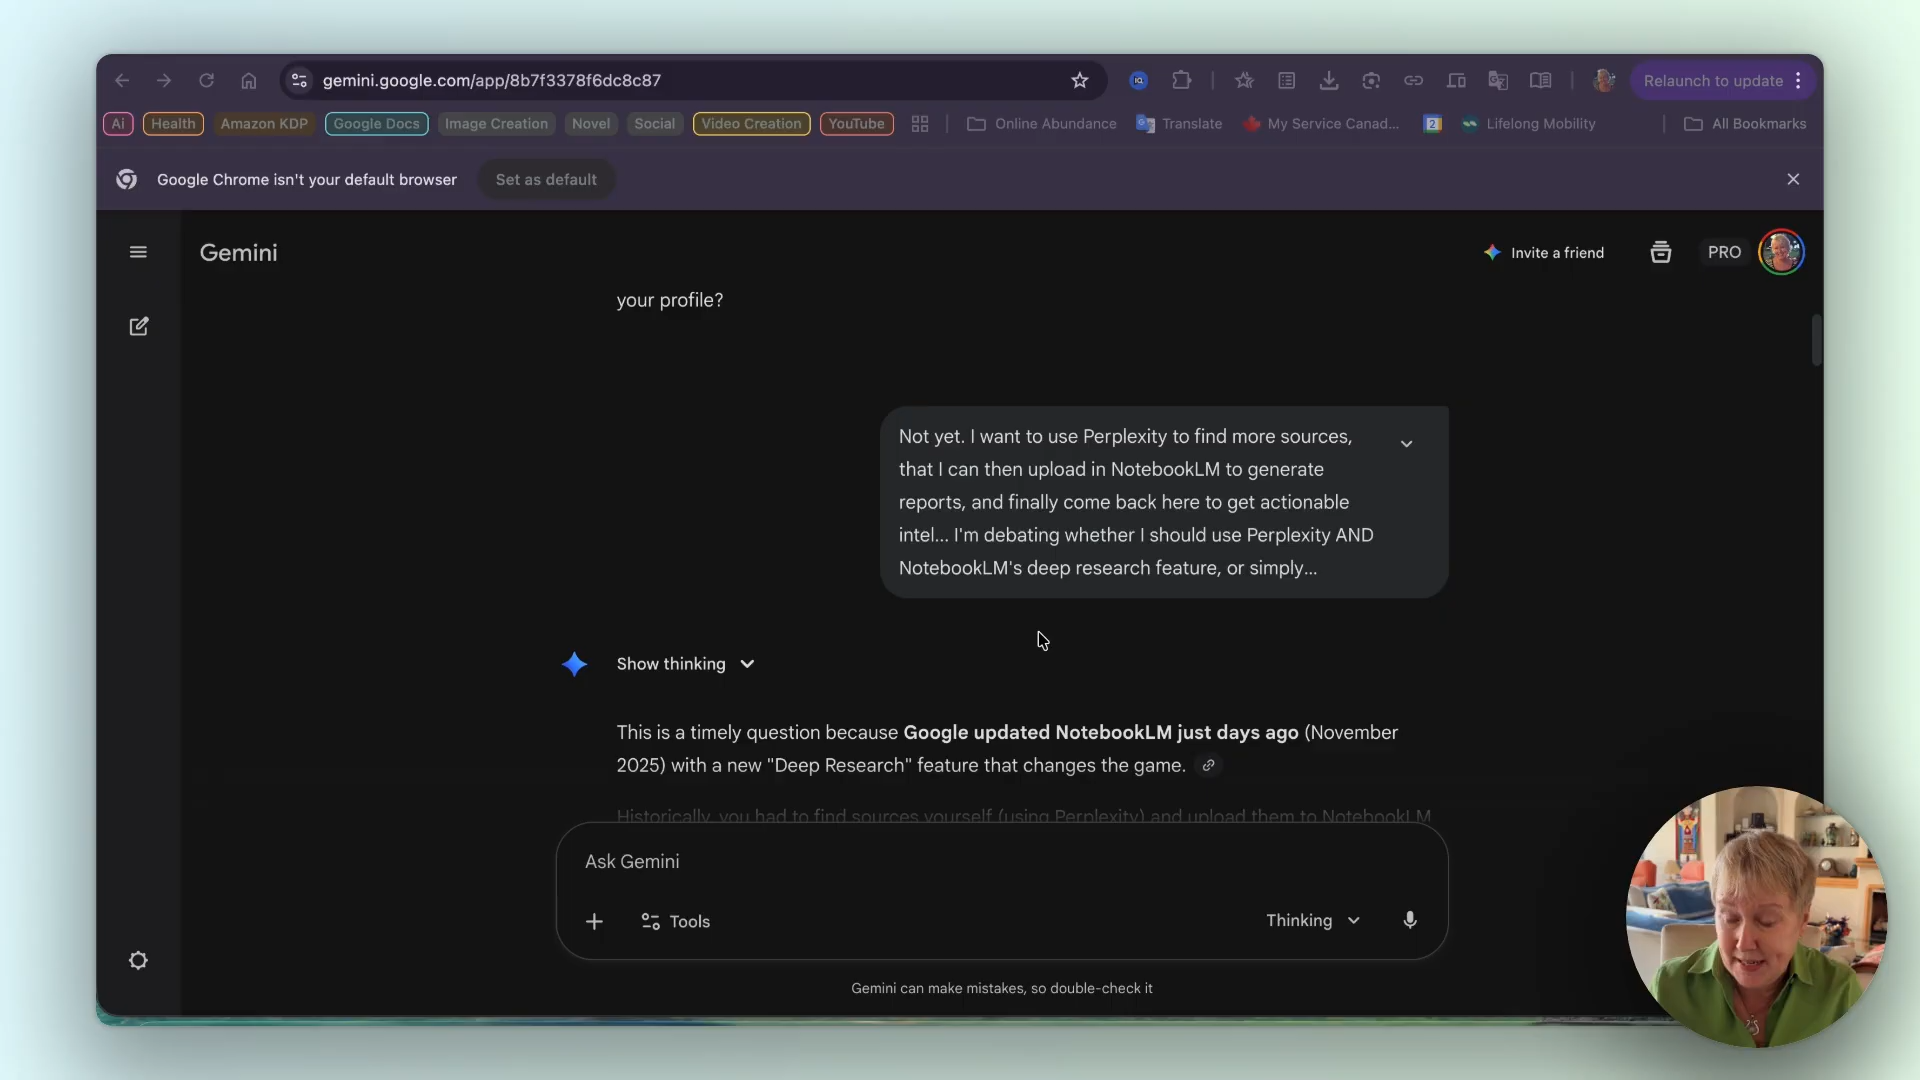 gemini.google.com/app/8b7f3378f6dc8c87
Relaunch to update
Ai
Health
Amazon KDP
Google Docs
Image Creation
Novel
Social
Video Creation
YouTube
Online Abundance
Translate
My Service Canad...
2
Lifelong Mobility
All Bookmarks
Google Chrome isn't your default browser
Set as default
Gemini
Invite a friend
PRO
your profile?
Not yet. I want to use Perplexity to find more sources,
that I can then upload in NotebookLM to generate
reports, and finally come back here to get actionable
intel... I'm debating whether I should use Perplexity AND
NotebookLM's deep research feature, or simply...
Show thinking
This is a timely question because Google updated NotebookLM just days ago (November
2025) with a new "Deep Research" feature that changes the game.
Historically, you had to find sources yourself (using Perplexity) and upload them to NotebookLM
Ask Gemini
Tools
Thinking
Gemini can make mistakes, so double-check it